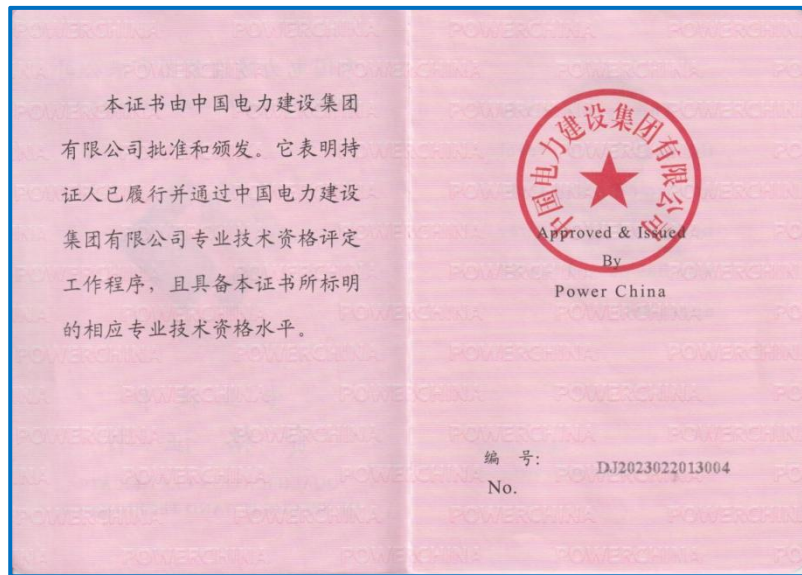 本证书由中国电力建设集团
有限公司批准和颁发。它表明持
证人已履行并通过中国电力建设
集团有限公司专业技术资格评定
工作程序，且具备本证书所标明
的相应专业技术资格水平。
中国电力建设集团有限公司
Approved & Issued
By
Power China
编 号:
DJ2023022013004
No.
POWERCHINA